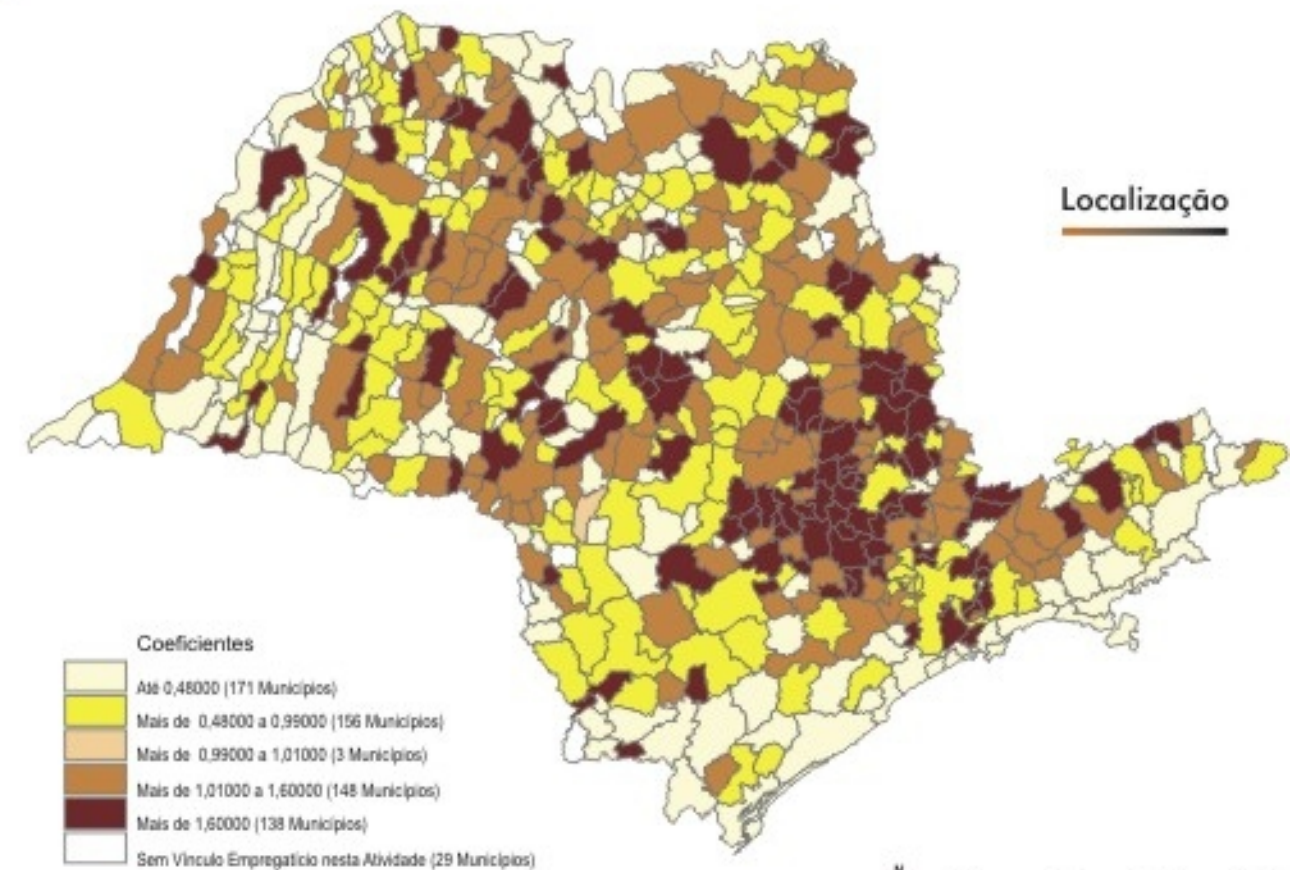 Localização
Coeficientes
Até 0,48000 (171 Municípios)
Mais de 0,48000 a 0,99000 (156 Municípios)
Mais de 0,99000 a 1,01000 (3 Municípios)
Mais de 1,01000 a 1,60000 (148 Municípios)
Mais de 1,60000 (138 Municípios)
Sem Vínculo Empregatício nesta Atividade (29 Municípios)
N